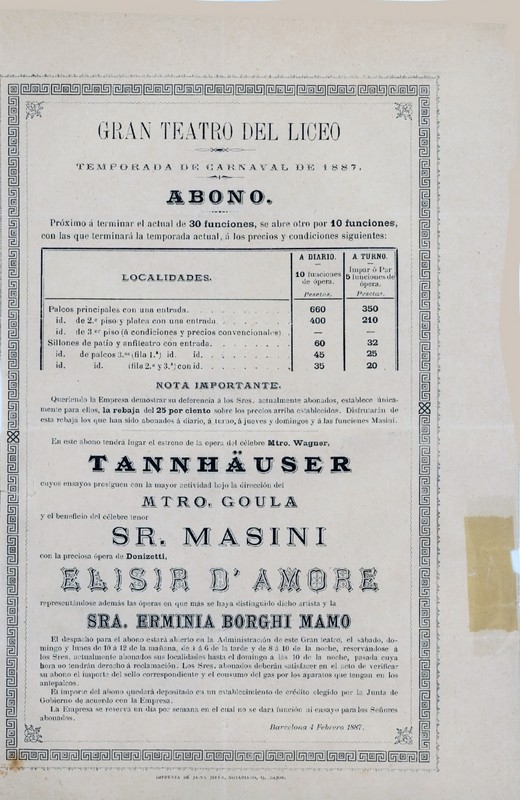 GRAN TEATRO DEL LICEO
TEMPORADA DE CARNAVAL DE 1887.
ABONO.
Próximo á terminar el actual de 30 funciones, se abre otro por 10 funciones,
con las que terminará la temporada actual, á los precios y condiciones siguientes:
LOCALIDADES.
A DIARIO.
10 funciones
de ópera.
Pesetas.
A TURNO.
Impar ó Par
5 funciones de
ópera.
Pesetas.
Palcos principales con una entrada. 660 350
id. de 2.º piso y platea con una entrada. 400 210
id. de 3.er piso (á condiciones y precios convencionales) — —
Sillones de patio y anfiteatro con entrada. 60 32
id. de palcos 3.os (fila 1.ª) id. id. 45 25
id. id. (fila 2.ª y 3.ª) con id. 35 20
NOTA IMPORTANTE.
Queriendo la Empresa demostrar su deferencia á los Sres. actualmente abonados, establece única-
mente para ellos, la rebaja del 25 por ciento sobre los precios arriba establecidos. Disfrutarán de
esta rebaja los que han sido abonados á diario, á turno, á jueves y domingos y á las funciones Masini.
En este abono tendrá lugar el estreno de la opera del célebre Mtro. Wagner,
TANNHÄUSER
cuyos ensayos prosiguen con la mayor actividad bajo la dirección del
MTRO. GOULA
y el beneficio del célebre tenor
SR. MASINI
con la preciosa ópera de Donizetti,
ELISIR D' AMORE
representándose además las óperas en que más se haya distinguido dicho artista y la
SRA. ERMINIA BORGHI MAMO
El despacho para el abono estará abierto en la Administración de este Gran teatro, el sábado, do-
mingo y lunes de 10 á 12 de la mañana, de 4 á 6 de la tarde y de 8 á 10 de la noche, reservándose á
los Sres. actualmente abonados sus localidades hasta el domingo á las 10 de la noche, pasada cuya
hora no tendrán derecho á reclamación. Los Sres. abonados deberán satisfacer en el acto de verificar
su abono el importe del sello correspondiente y el consumo del gas por los aparatos que tengan en los
antepalcos.
El importe del abono quedará depositado en un establecimiento de crédito elegido por la Junta de
Gobierno de acuerdo con la Empresa.
La Empresa se reserva un día por semana en el cual no se dará función ni ensayo para los Señores
abonados.
Barcelona 4 Febrero 1887.
IMPRENTA DE JAIME JEPÚS, NOTARIADO, 9, BAJOS.